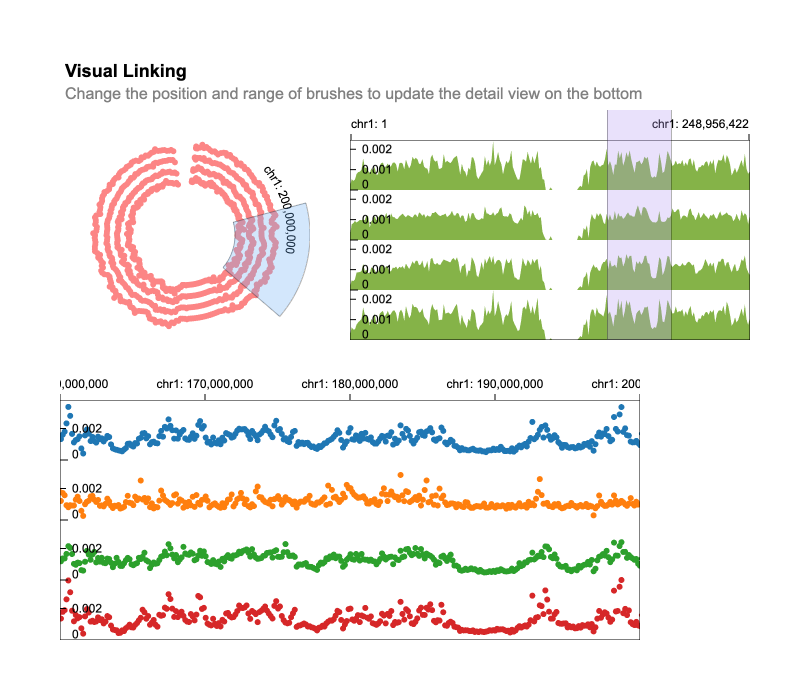 Visual Linking
Change the position and range of brushes to update the detail view on the bottom
chr1: 200,000,000
chr1: 1
chr1: 248,956,422
0.002
0.001
0
0.002
0.001
0
0.002
0.001
0
0.002
0.001
0
0,000,000
chr1: 170,000,000
chr1: 180,000,000
chr1: 190,000,000
chr1: 200
0.002
0
0.002
0
0.002
0
0.002
0